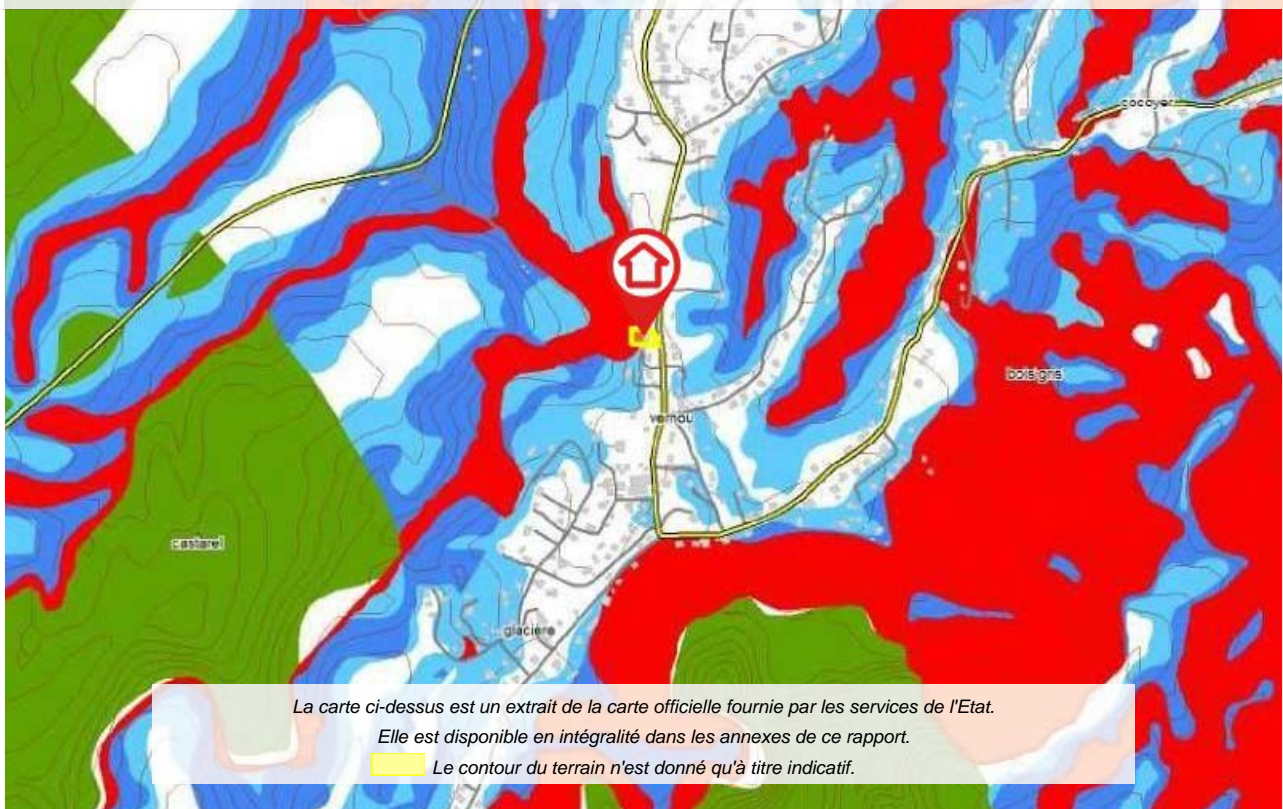 cocoyer
bois gris
vernou
castarel
glacière
La carte ci-dessus est un extrait de la carte officielle fournie par les services de l'Etat.
Elle est disponible en intégralité dans les annexes de ce rapport.
Le contour du terrain n'est donné qu'à titre indicatif.